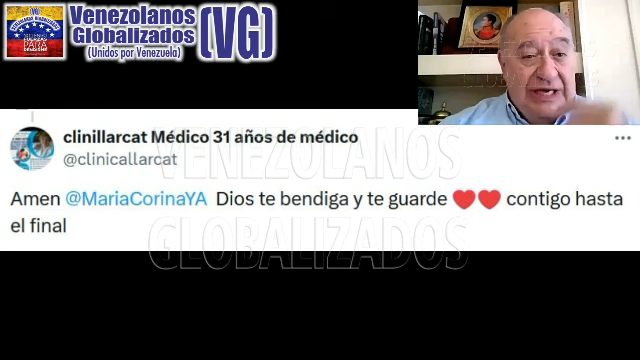 Venezolanos
Globalizados
(Unidos por Venezuela)
(VG)
clinillarcat Médico 31 años de médico
@clinicallarcat
Amen @MariaCorinaYA Dios te bendiga y te guarde ❤️❤️ contigo hasta
el final
VENEZOLANOS
GLOBALIZADOS